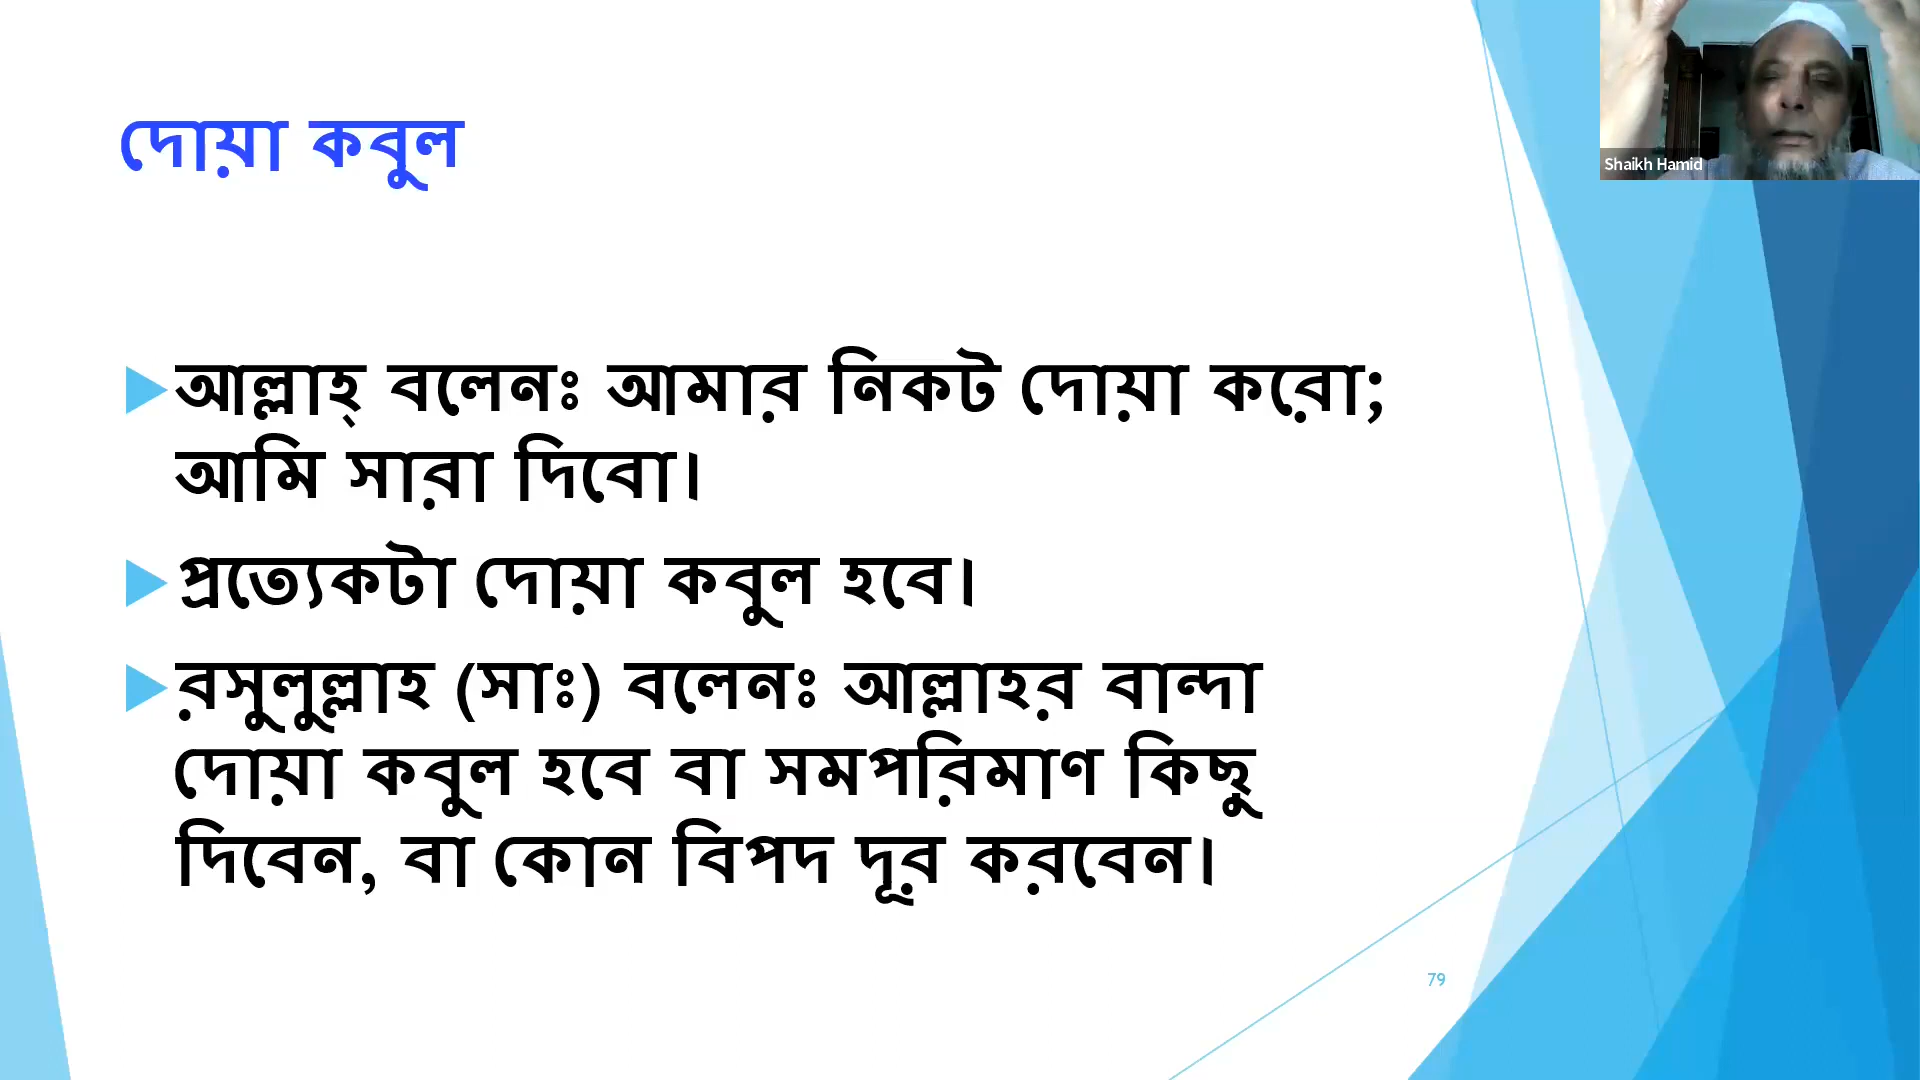 Shaikh Hamid
দোয়া কবুল
আল্লাহ্ বলেনঃ আমার নিকট দোয়া করো;
আমি সারা দিবো।
প্রত্যেকটা দোয়া কবুল হবে।
রসুলুল্লাহ (সাঃ) বলেনঃ আল্লাহর বান্দা
দোয়া কবুল হবে বা সমপরিমাণ কিছু
দিবেন, বা কোন বিপদ দূর করবেন।
79